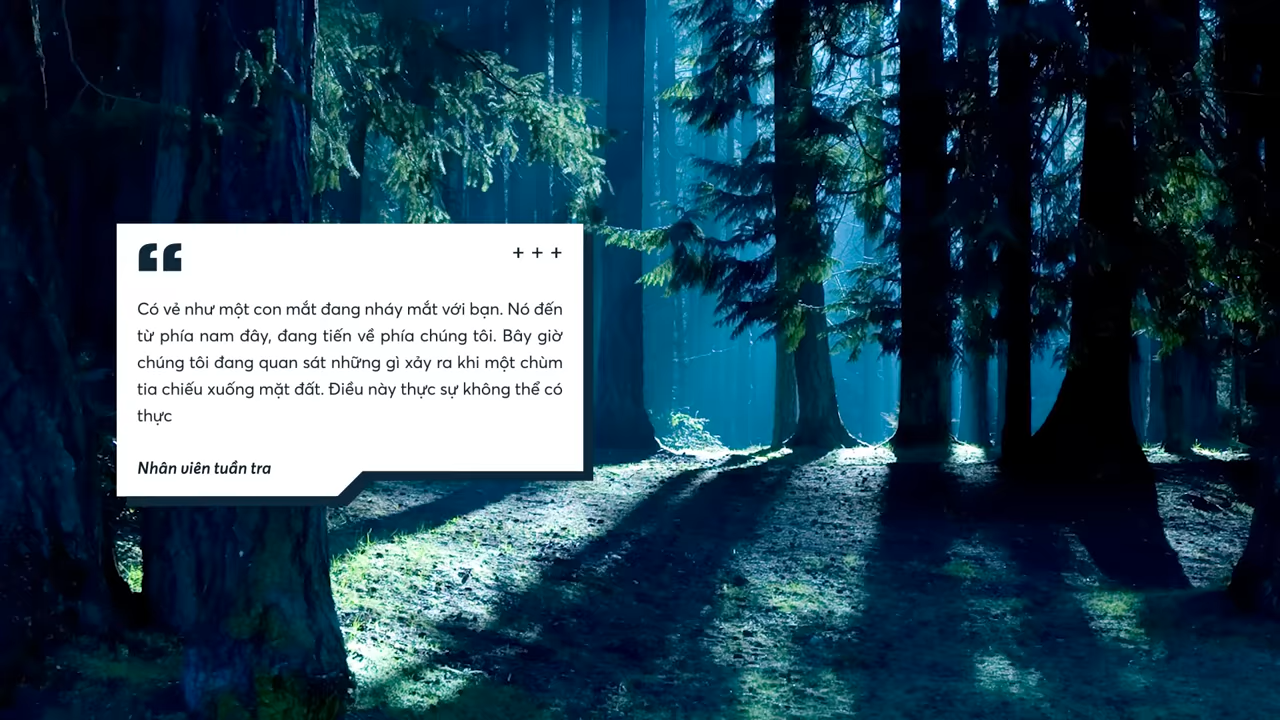 + + +
Có vẻ như một con mắt đang nháy mắt với bạn. Nó đến
từ phía nam đây, đang tiến về phía chúng tôi. Bây giờ
chúng tôi đang quan sát những gì xảy ra khi một chùm
tia chiếu xuống mặt đất. Điều này thực sự không thể có
thực
Nhân viên tuần tra